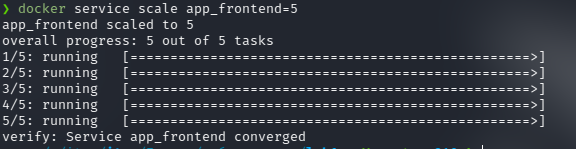 ❯ docker service scale app_frontend=5
app_frontend scaled to 5
overall progress: 5 out of 5 tasks
1/5: running   [==================================================>]
2/5: running   [==================================================>]
3/5: running   [==================================================>]
4/5: running   [==================================================>]
5/5: running   [==================================================>]
verify: Service app_frontend converged